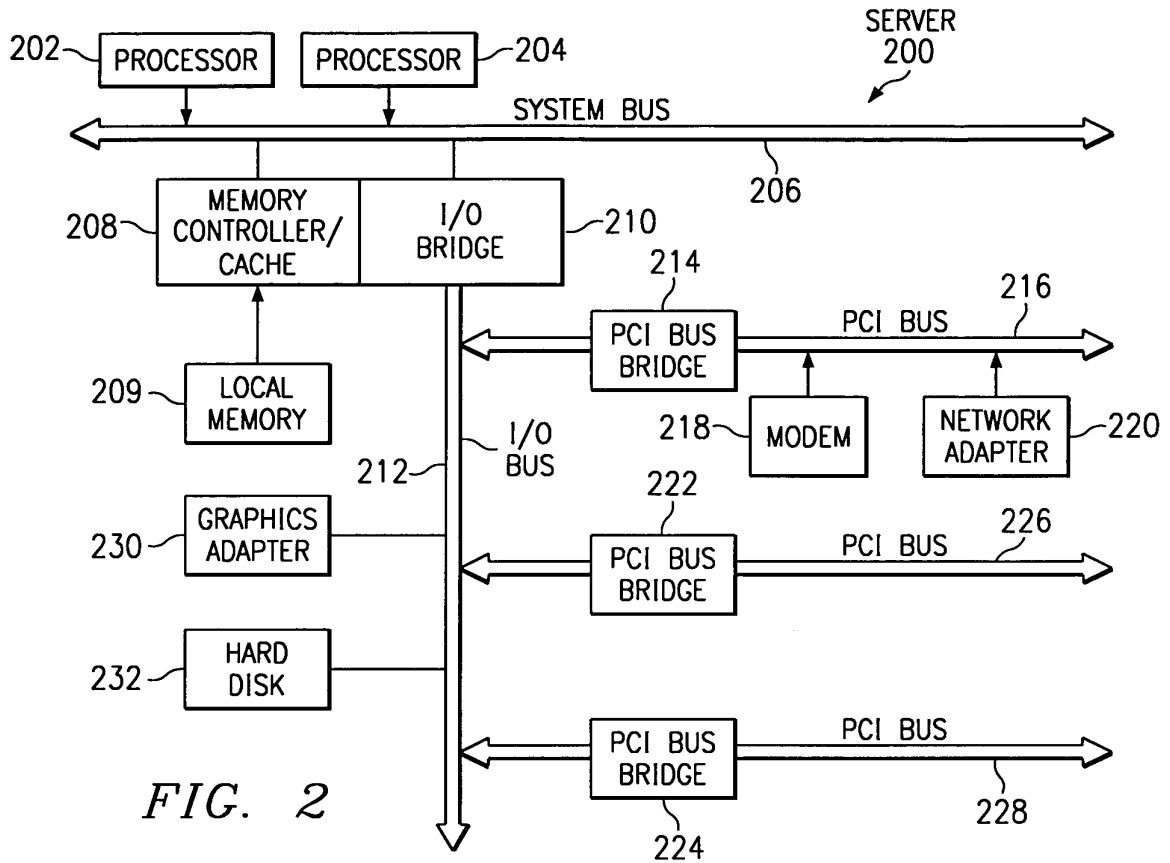 SERVER
200
202
PROCESSOR
PROCESSOR
204
SYSTEM BUS
206
208
MEMORY
CONTROLLER/
CACHE
I/O
BRIDGE
210
214
PCI BUS
BRIDGE
PCI BUS
216
209
LOCAL
MEMORY
218
MODEM
NETWORK
ADAPTER
220
I/O
BUS
212
222
PCI BUS
BRIDGE
PCI BUS
226
230
GRAPHICS
ADAPTER
232
HARD
DISK
PCI BUS
BRIDGE
224
PCI BUS
228
FIG. 2